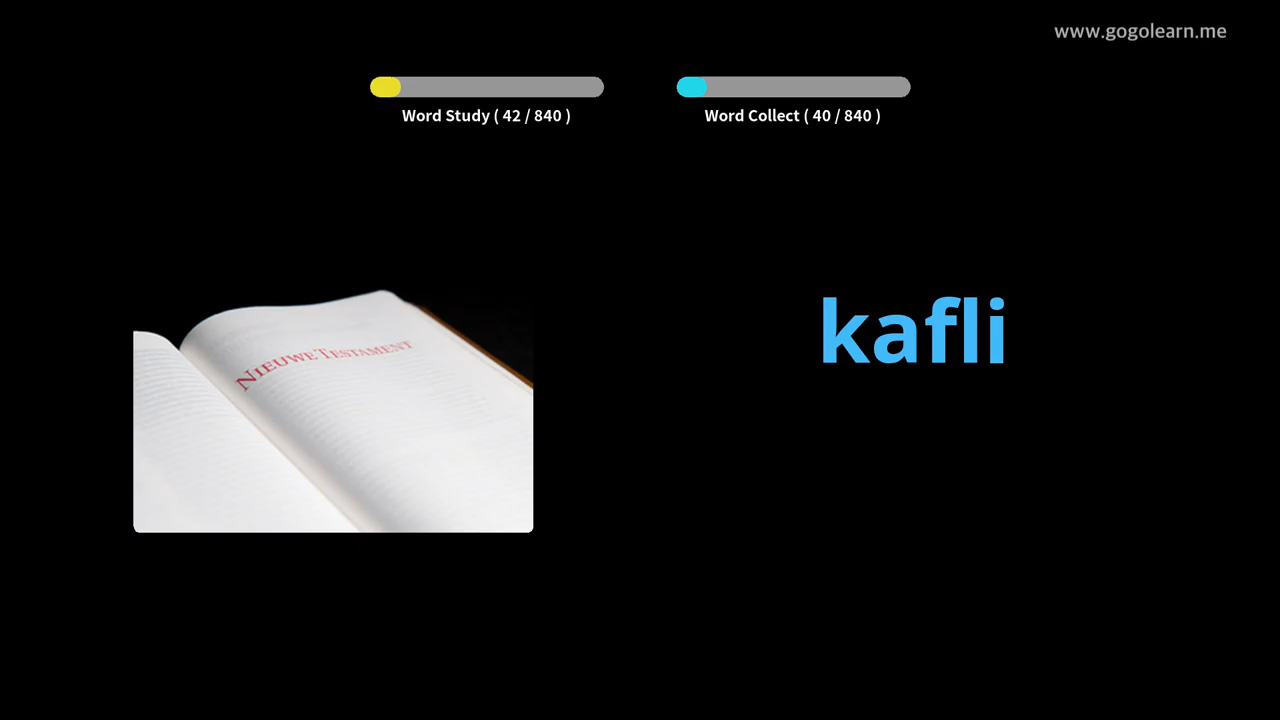 www.gogolearn.me
Word Study ( 42 / 840 )
Word Collect ( 40 / 840 )
NIEUWE TESTAMENT
kafli